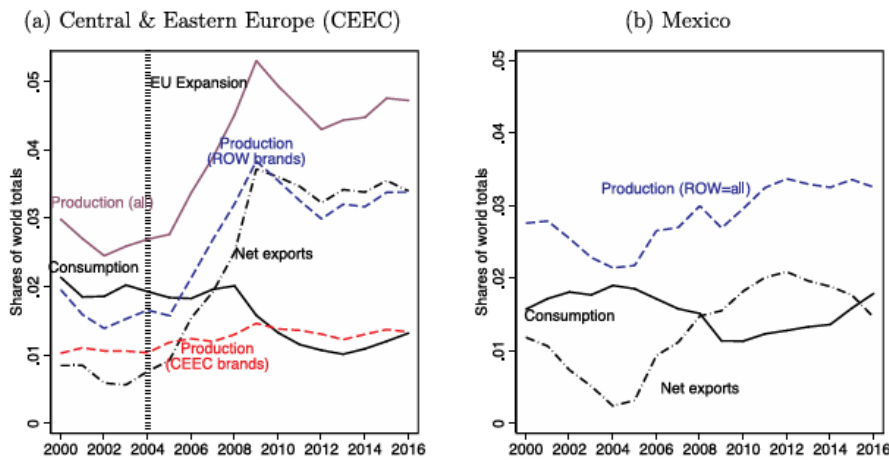 (a) Central & Eastern Europe (CEEC)
(b) Mexico
Shares of world totals
0
.01
.02
.03
.04
.05
EU Expansion
Production
(ROW brands)
Production (all)
Net exports
Consumption
Production
(CEEC brands)
2000 2002 2004 2006 2008 2010 2012 2014 2016
Shares of world totals
0
.01
.02
.03
.04
.05
Production (ROW=all)
Consumption
Net exports
2000 2002 2004 2006 2008 2010 2012 2014 2016